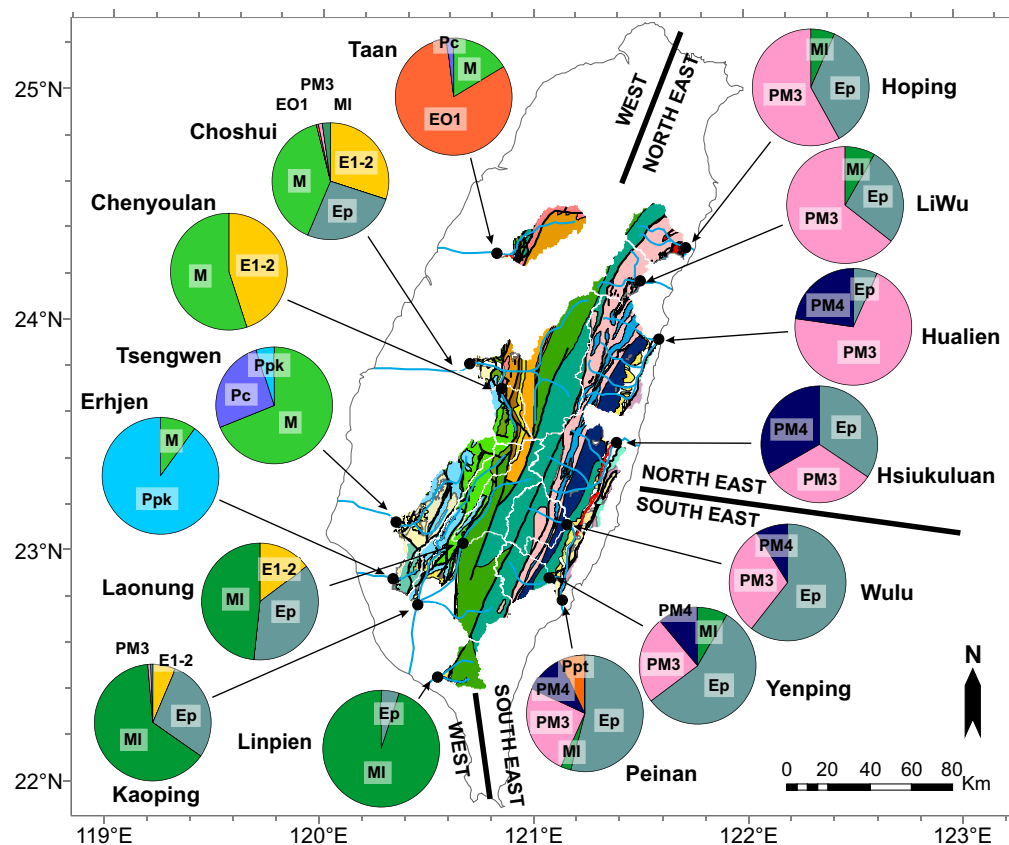 25°N
24°N
23°N
22°N
119°E
120°E
121°E
122°E
123°E
Taan
Pc
M
EO1
PM3
EO1
MI
Choshui
E1-2
M
Ep
Chenyoulan
E1-2
M
Tsengwen
Ppk
Pc
M
Erhjen
M
Ppk
Laonung
E1-2
MI
Ep
PM3
E1-2
Ep
MI
Kaoping
Linpien
Ep
MI
WEST
SOUTH EAST
Ppt
PM4
PM3
Ep
MI
Peinan
PM4
MI
PM3
Ep
Yenping
PM4
PM3
Ep
Wulu
NORTH EAST
SOUTH EAST
PM4
Ep
PM3
Hsiukuluan
Ep
PM4
PM3
Hualien
MI
Ep
PM3
LiWu
MI
Ep
PM3
Hoping
WEST
NORTH EAST
N
0 20 40 60 80
Km